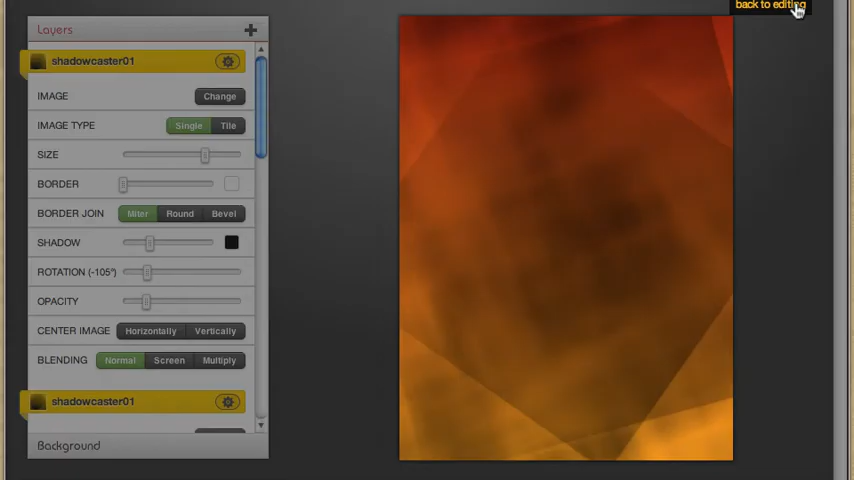 back to editing
Layers
shadowcaster01
IMAGE Change
IMAGE TYPE Single Tile
SIZE
BORDER
BORDER JOIN Miter Round Bevel
SHADOW
ROTATION (-105°)
OPACITY
CENTER IMAGE Horizontally Vertically
BLENDING Normal Screen Multiply
shadowcaster01
Background